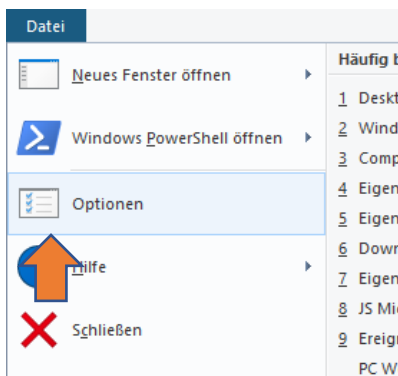 Datei
Neues Fenster öffnen
Windows PowerShell öffnen
Optionen
Hilfe
Schließen
Häufig
1 Deskt
2 Wind
3 Comp
4 Eigen
5 Eigen
6 Down
7 Eigen
8 JS Mi
9 Ereig
PC W